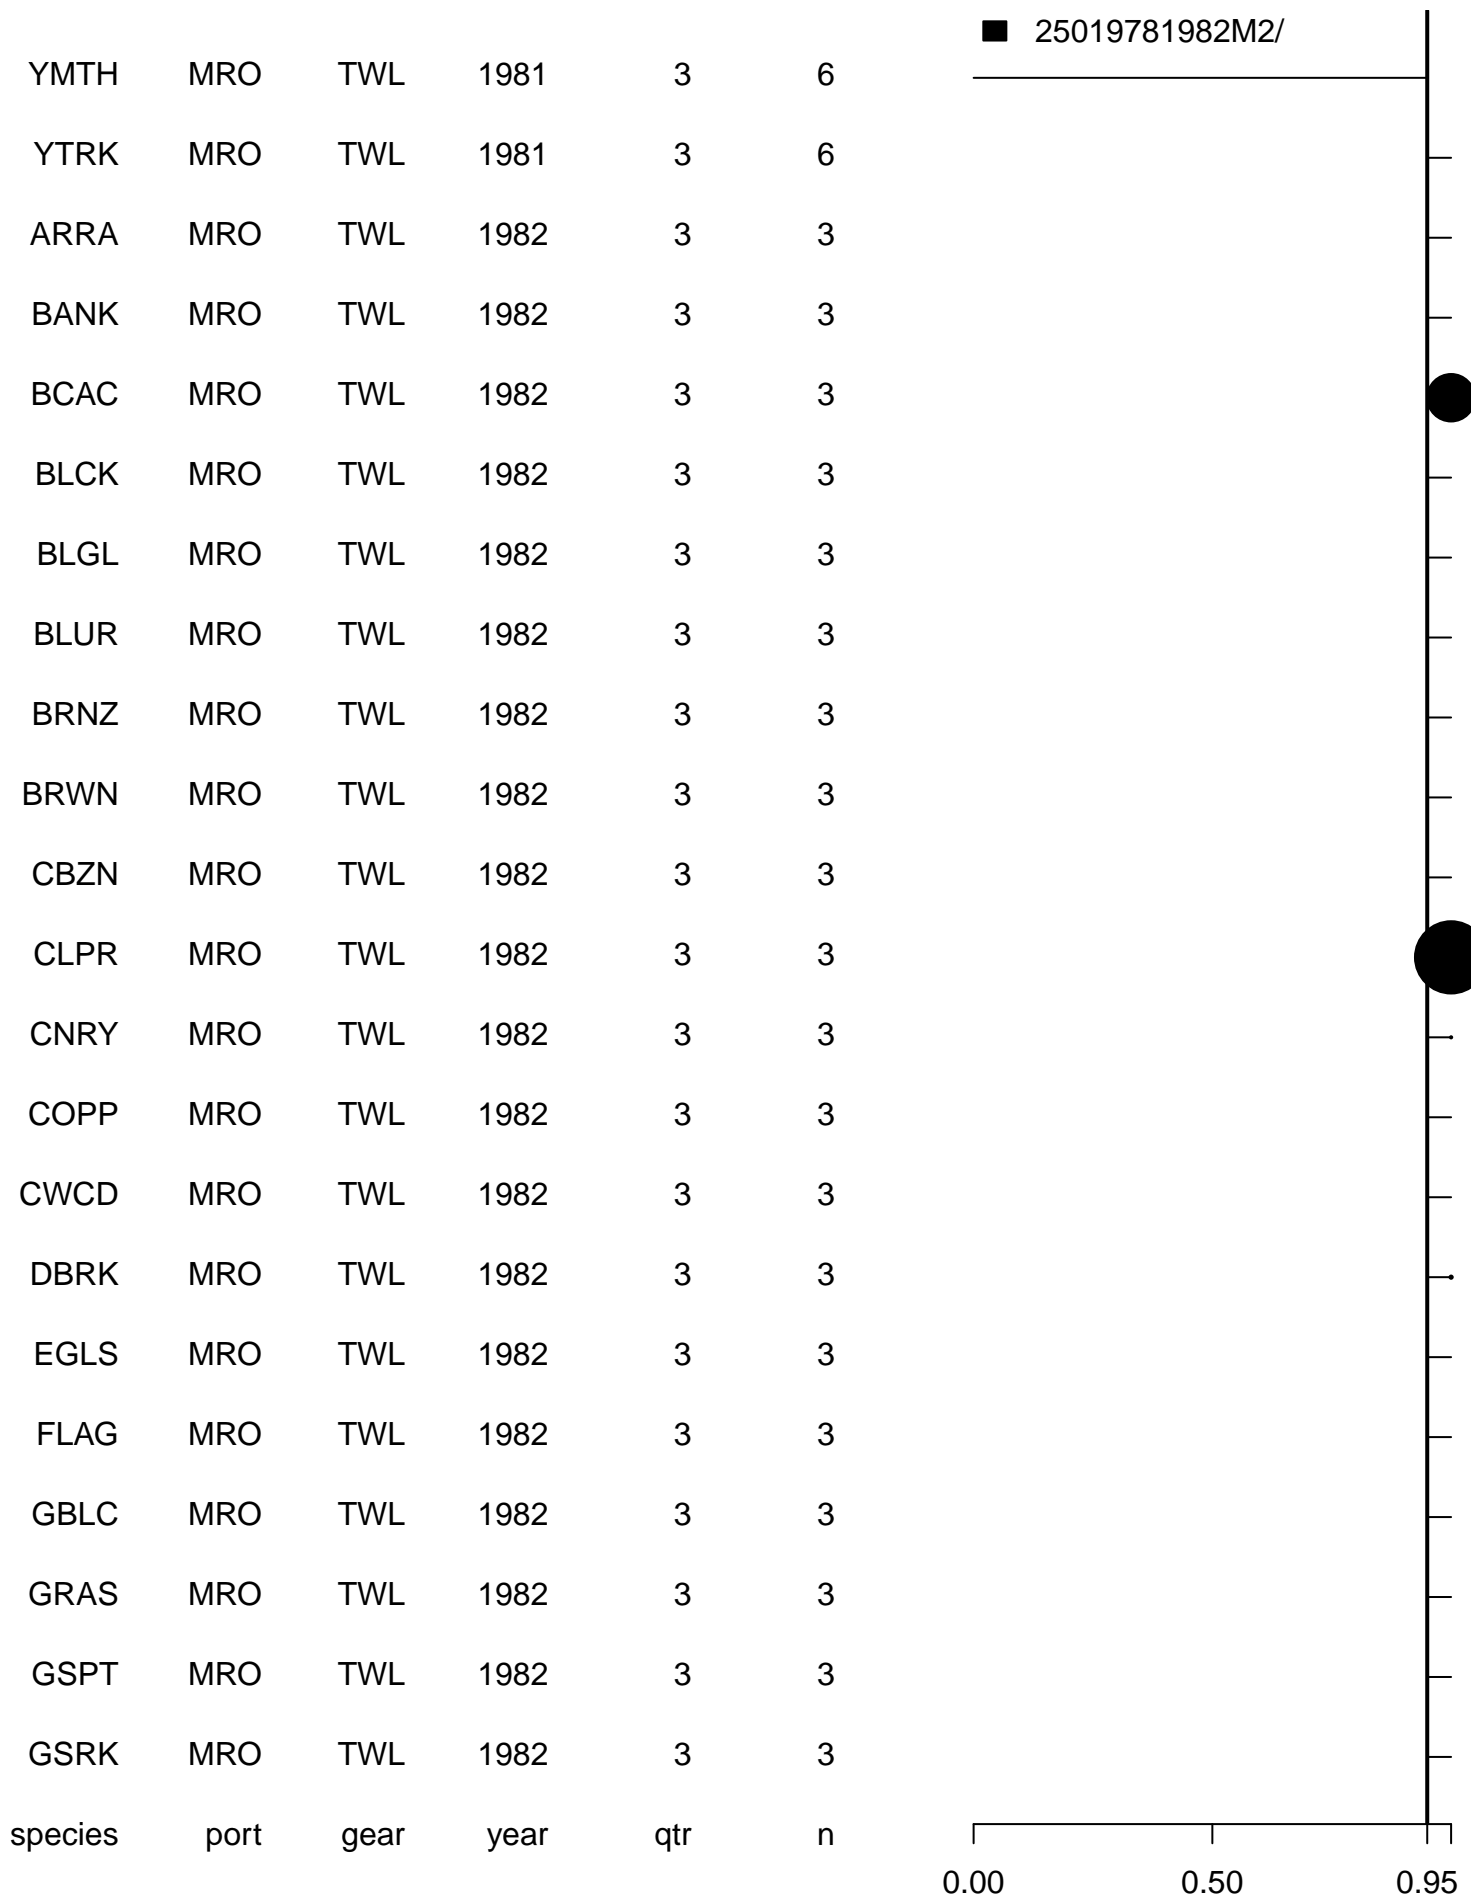 25019781982M2/
YMTH MRO TWL 1981 3 6
YTRK MRO TWL 1981 3 6
ARRA MRO TWL 1982 3 3
BANK MRO TWL 1982 3 3
BCAC MRO TWL 1982 3 3
BLCK MRO TWL 1982 3 3
BLGL MRO TWL 1982 3 3
BLUR MRO TWL 1982 3 3
BRNZ MRO TWL 1982 3 3
BRWN MRO TWL 1982 3 3
CBZN MRO TWL 1982 3 3
CLPR MRO TWL 1982 3 3
CNRY MRO TWL 1982 3 3
COPP MRO TWL 1982 3 3
CWCD MRO TWL 1982 3 3
DBRK MRO TWL 1982 3 3
EGLS MRO TWL 1982 3 3
FLAG MRO TWL 1982 3 3
GBLC MRO TWL 1982 3 3
GRAS MRO TWL 1982 3 3
GSPT MRO TWL 1982 3 3
GSRK MRO TWL 1982 3 3
species port gear year qtr n
0.00 0.50 0.95